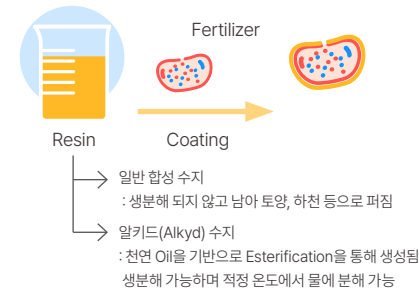 Fertilizer
Resin
Coating
일반 합성 수지
: 생분해 되지 않고 남아 토양, 하천 등으로 퍼짐
알키드(Alkyd) 수지
: 천연 Oil을 기반으로 Esterification을 통해 생성됨
생분해 가능하며 적정 온도에서 물에 분해 가능